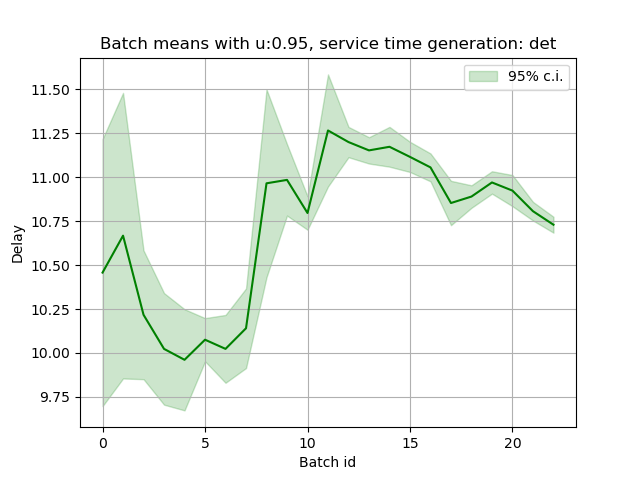 Batch means with u:0.95, service time generation: det
95% c.i.
11.50
11.25
11.00
10.75
10.50
10.25
10.00
9.75
Delay
0 5 10 15 20
Batch id